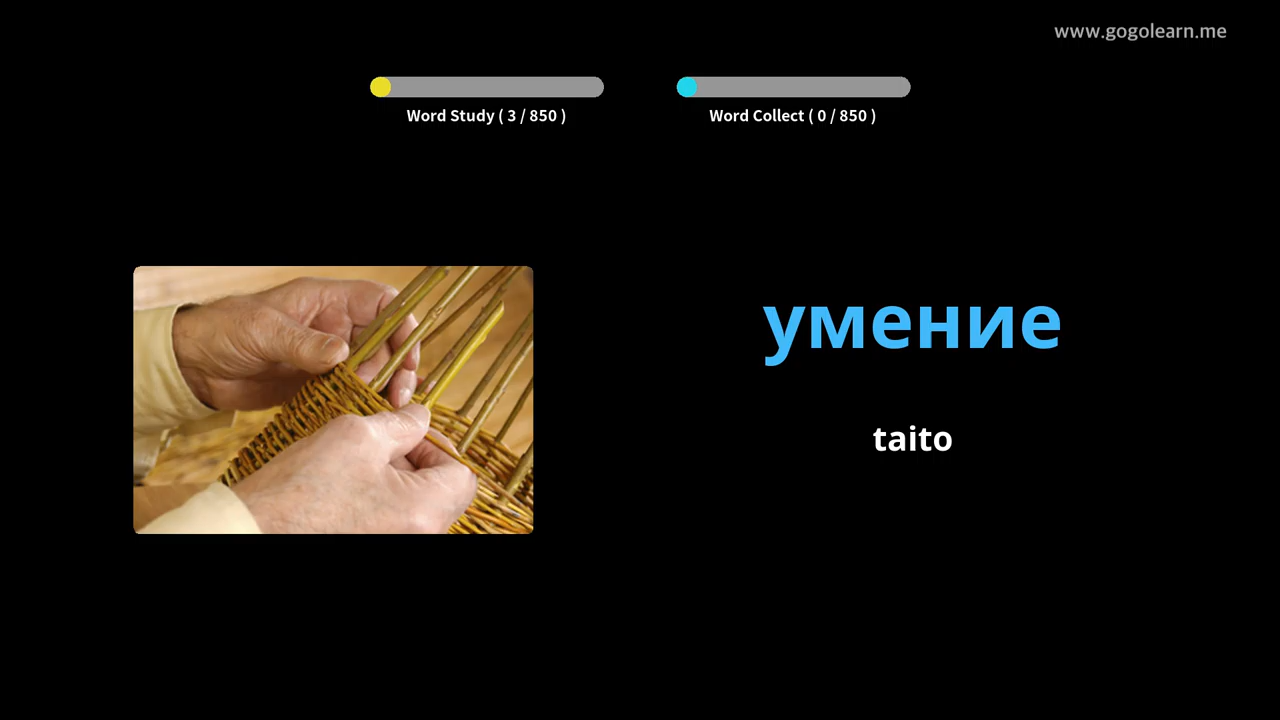 www.gogolearn.me
Word Study ( 3 / 850 )
Word Collect ( 0 / 850 )
умение
taito